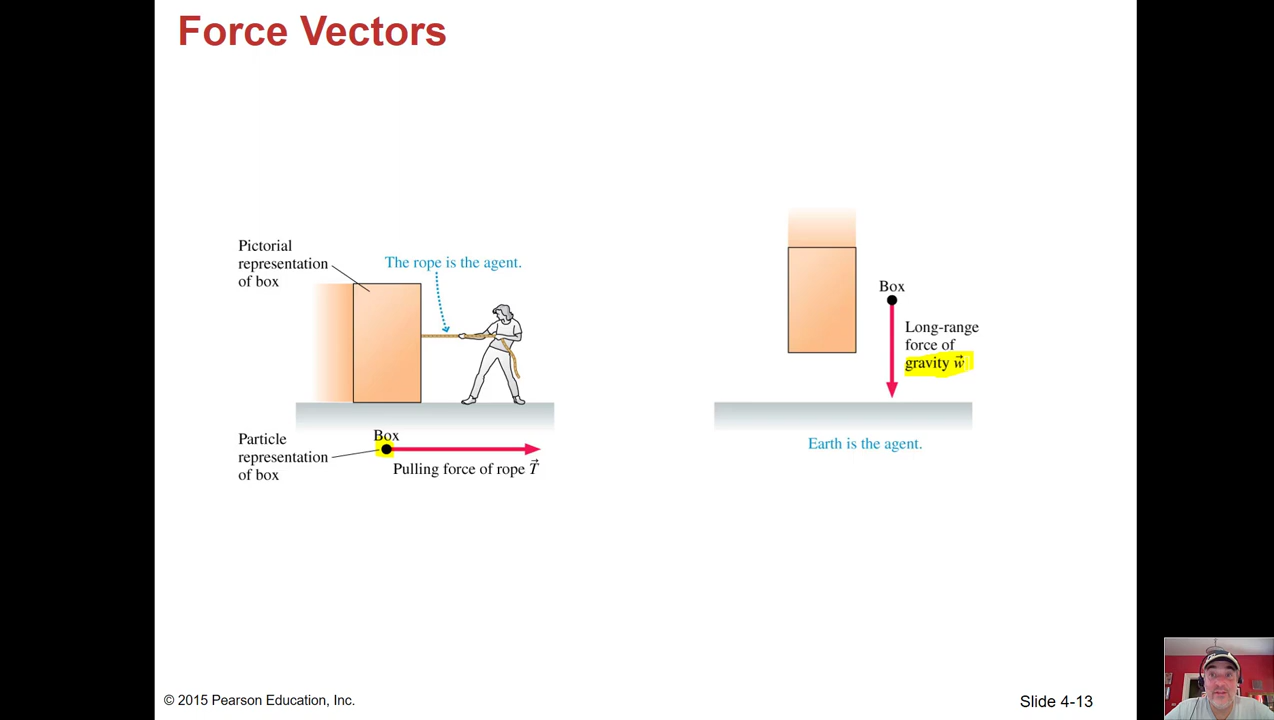 Force Vectors
Pictorial
representation
of box
The rope is the agent.
Particle
representation
of box
Box
Pulling force of rope T⃗
Box
Long-range
force of
gravity w⃗
Earth is the agent.
© 2015 Pearson Education, Inc.
Slide 4-13